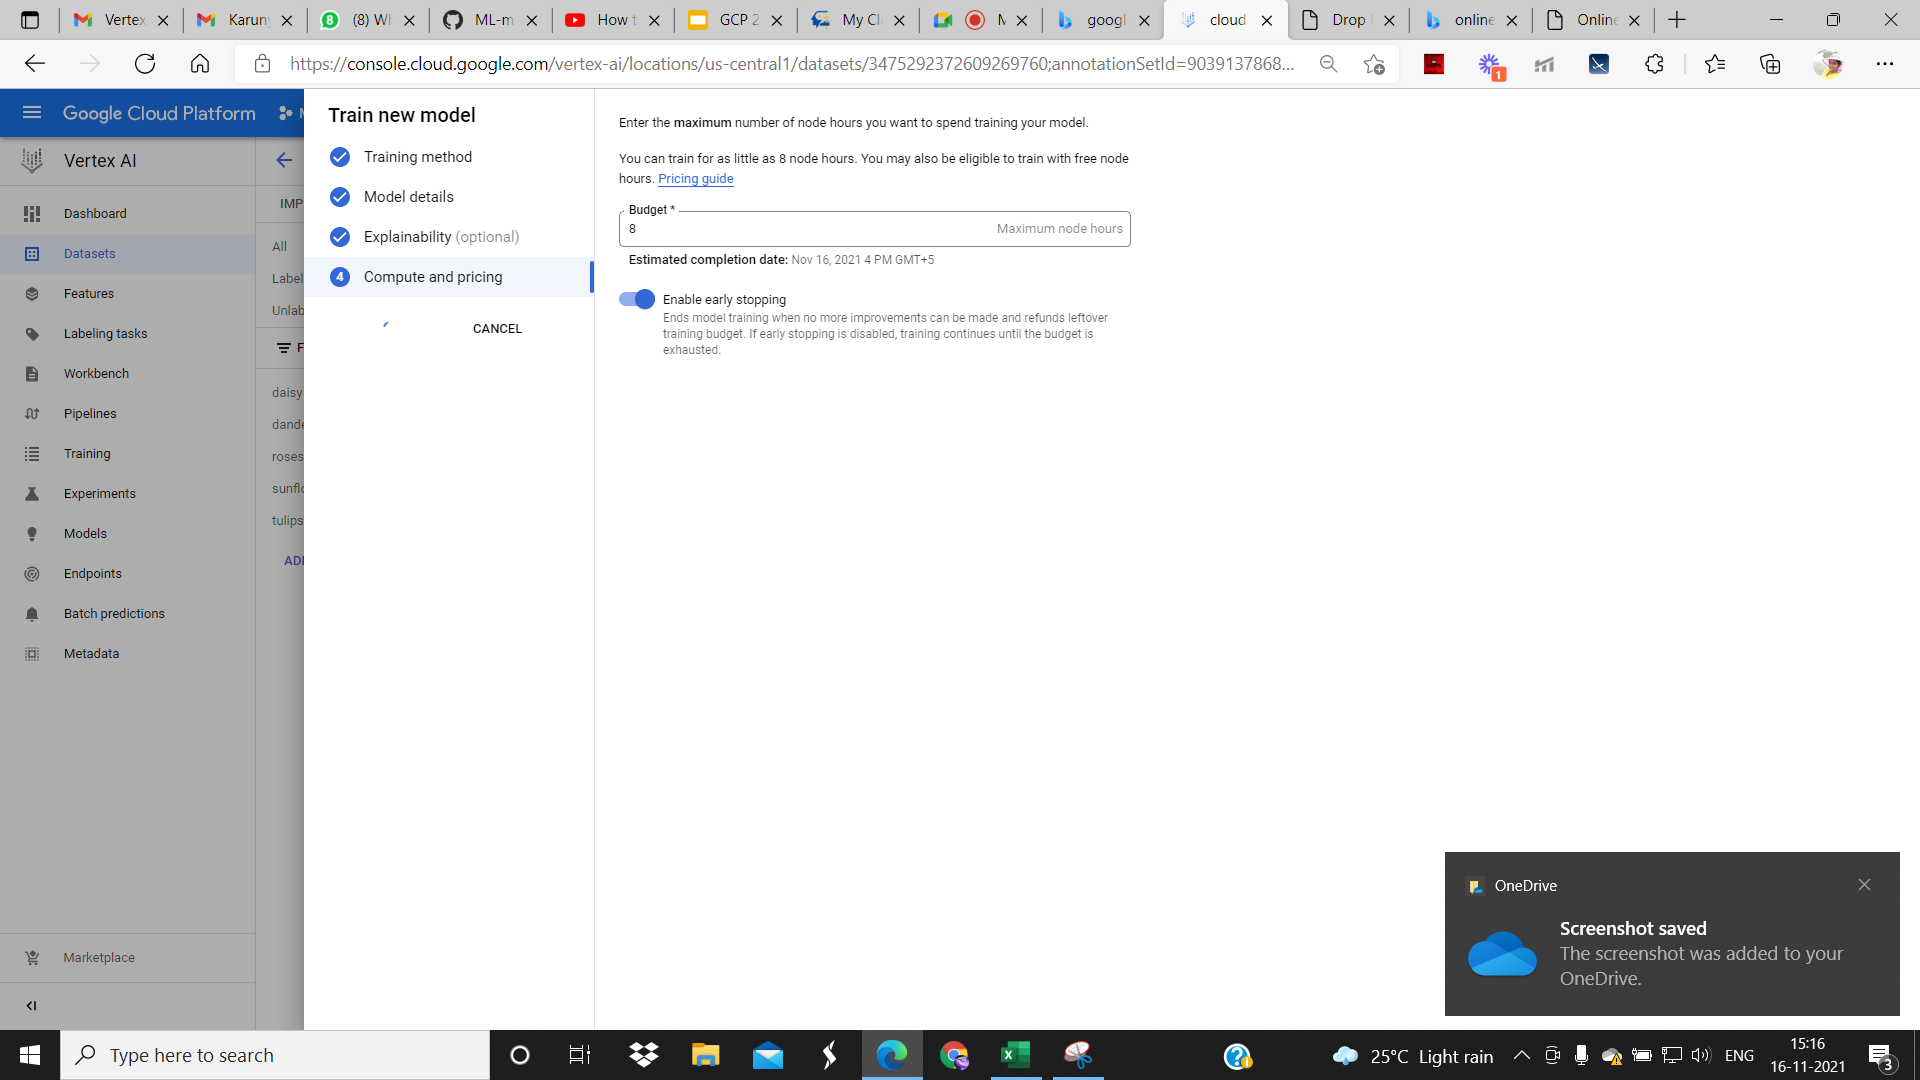 Vertex
Karun
(8) Wh
ML-m
How t
GCP 2
My Cl
googl
cloud
Drop
online
Online
https://console.cloud.google.com/vertex-ai/locations/us-central1/datasets/3475292372609269760;annotationSetId=9039137868...
1
Google Cloud Platform
Vertex AI
Dashboard
Datasets
Features
Labeling tasks
Workbench
Pipelines
Training
Experiments
Models
Endpoints
Batch predictions
Metadata
Marketplace
IMP
All
Label
Unlab
F
daisy
dande
roses
sunflo
tulips
ADD
Train new model
Training method
Model details
Explainability (optional)
4 Compute and pricing
CANCEL
Enter the maximum number of node hours you want to spend training your model.
You can train for as little as 8 node hours. You may also be eligible to train with free node
hours. Pricing guide
Budget *
8 Maximum node hours
Estimated completion date: Nov 16, 2021 4 PM GMT+5
Enable early stopping
Ends model training when no more improvements can be made and refunds leftover
training budget. If early stopping is disabled, training continues until the budget is
exhausted.
OneDrive
Screenshot saved
The screenshot was added to your
OneDrive.
Type here to search
25°C Light rain
ENG
15:16
16-11-2021
3